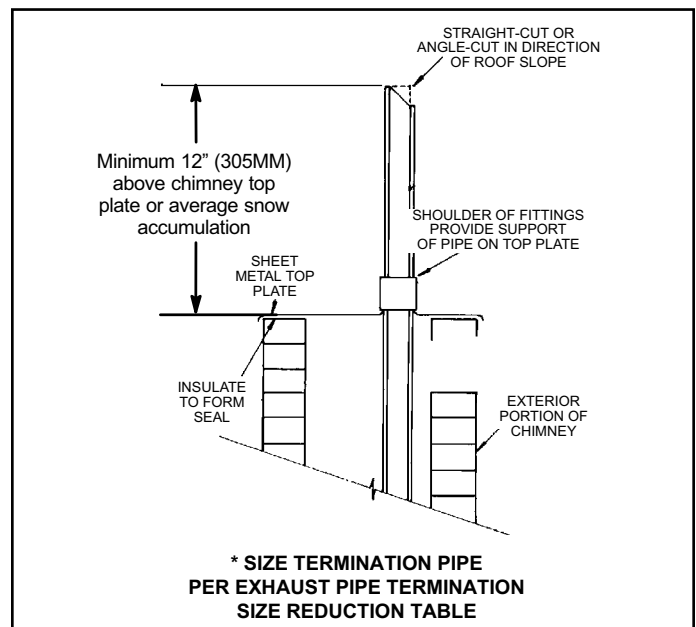 STRAIGHT-CUT OR
ANGLE-CUT IN DIRECTION
OF ROOF SLOPE
Minimum 12” (305MM)
above chimney top
plate or average snow
accumulation
SHOULDER OF FITTINGS
PROVIDE SUPPORT
OF PIPE ON TOP PLATE
SHEET
METAL TOP
PLATE
INSULATE
TO FORM
SEAL
EXTERIOR
PORTION OF
CHIMNEY
* SIZE TERMINATION PIPE
PER EXHAUST PIPE TERMINATION
SIZE REDUCTION TABLE